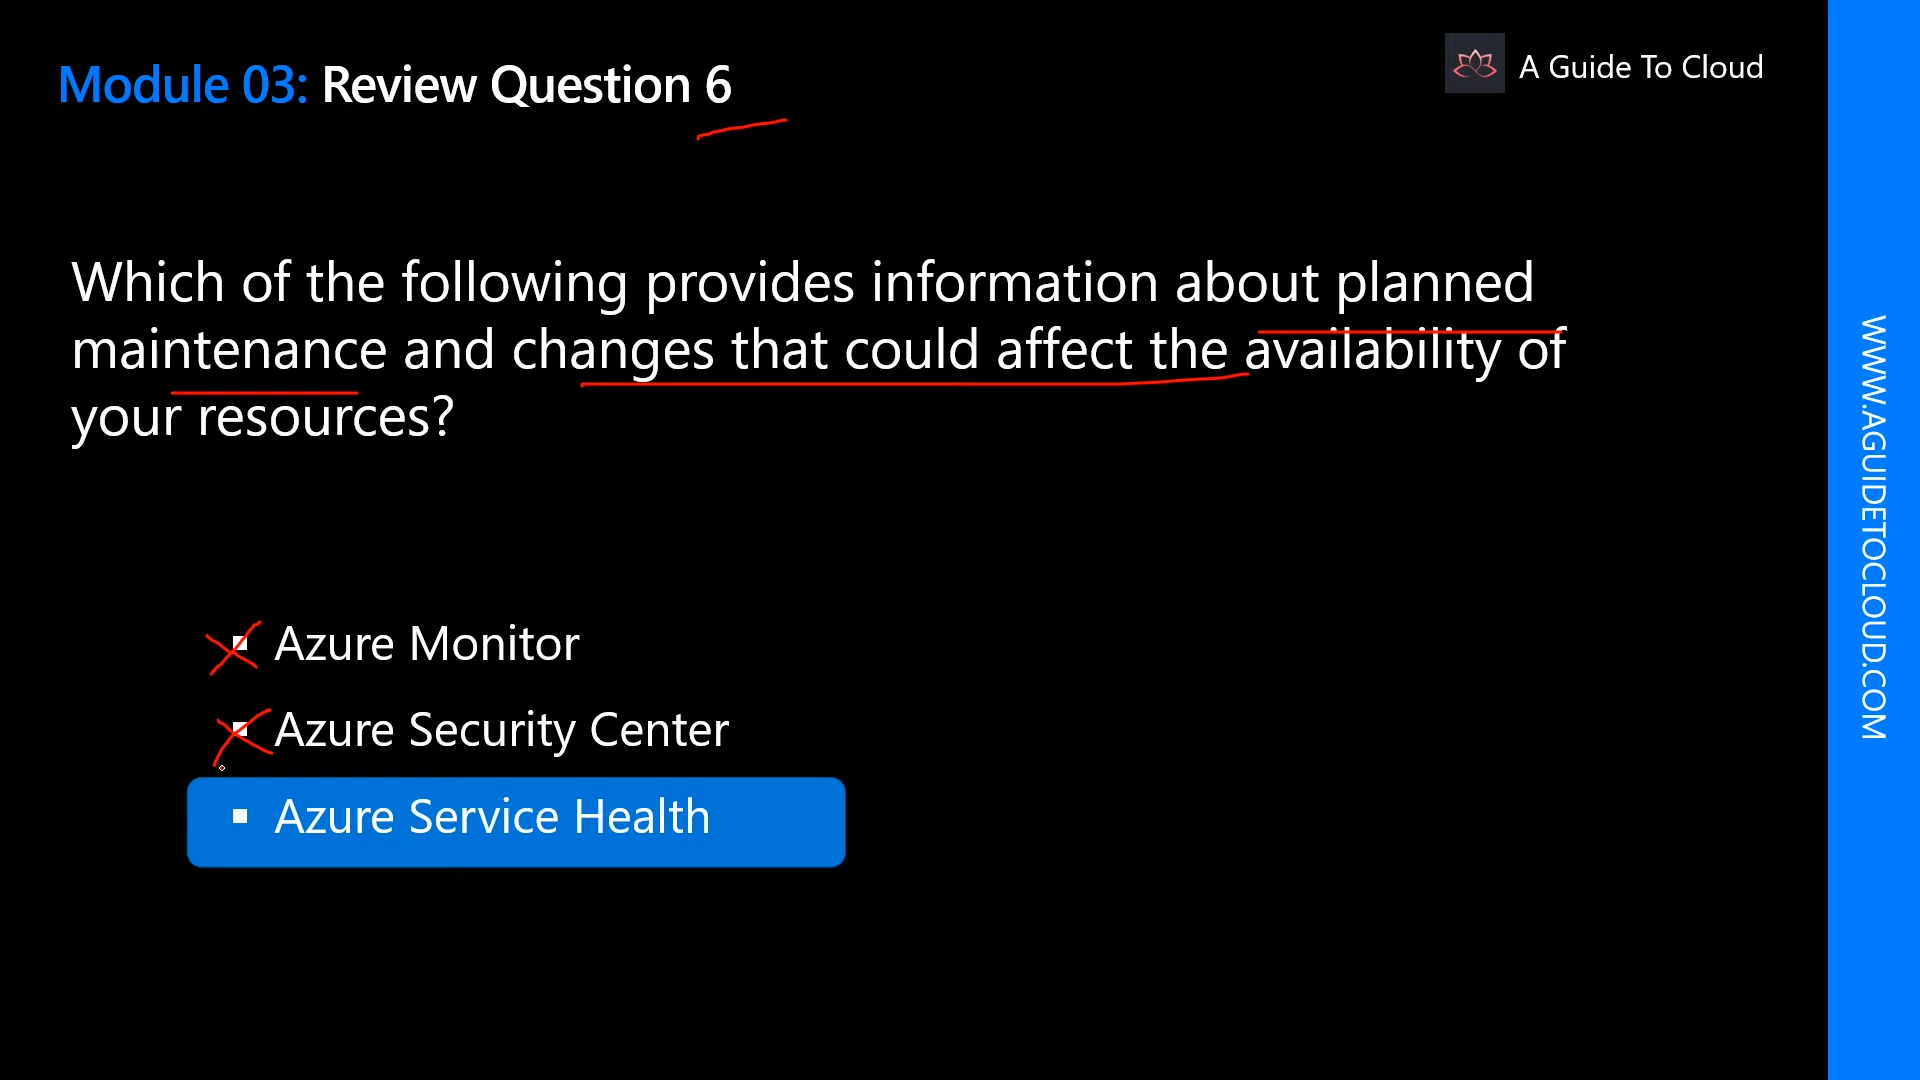 Module 03: Review Question 6
A Guide To Cloud
Which of the following provides information about planned
maintenance and changes that could affect the availability of
your resources?
▪ Azure Monitor
▪ Azure Security Center
▪ Azure Service Health
WWW.AGUIDETOCLOUD.COM